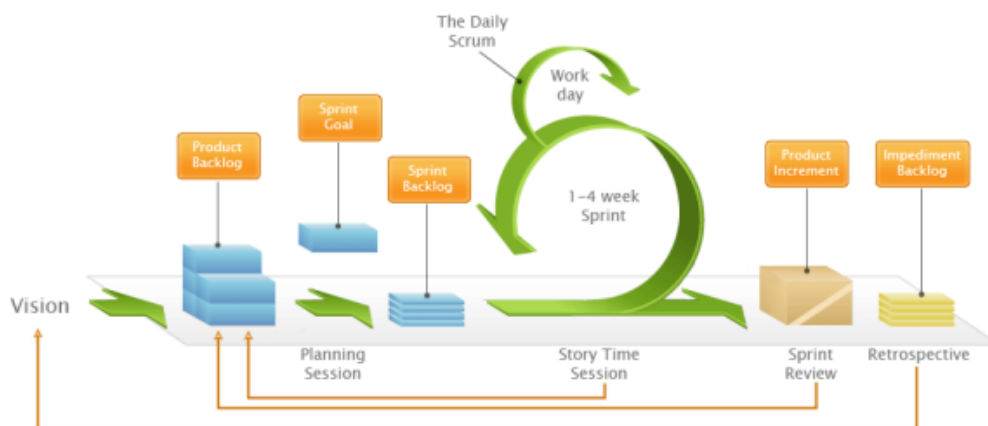 The Daily
Scrum
Work
day
Sprint
Goal
Product
Backlog
Sprint
Backlog
1-4 week
Sprint
Product
Increment
Impediment
Backlog
Vision
Planning
Session
Story Time
Session
Sprint
Review
Retrospective